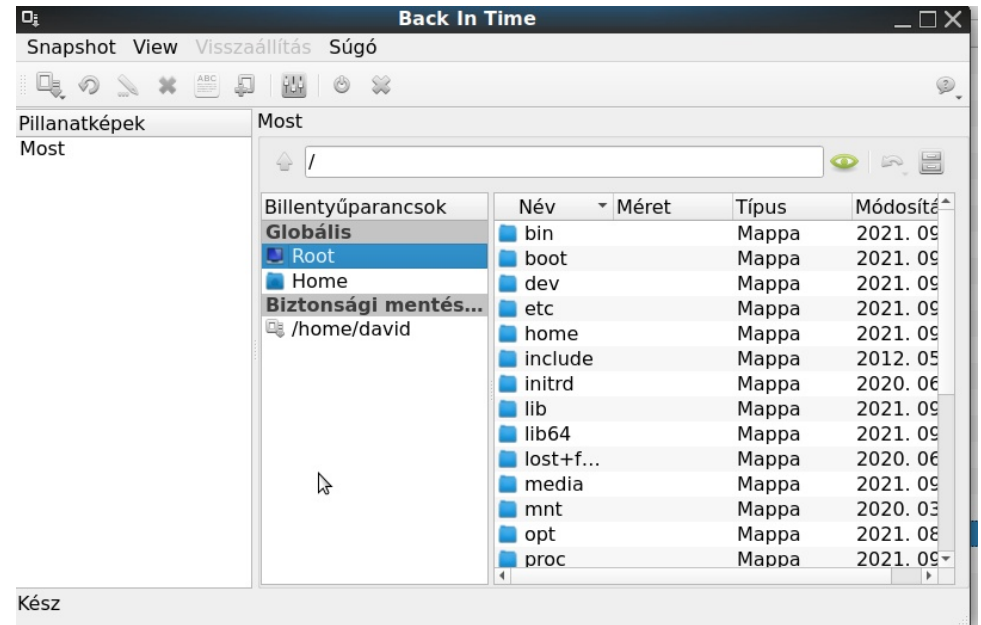 Back In Time
Snapshot View Visszaállítás Súgó
ABC
Pillanatképek
Most
Most
/
Billentyűparancsok
Globális
Root
Home
Biztonsági mentés...
/home/david
Név Méret Típus Módosítá
bin Mappa 2021. 09
boot Mappa 2021. 09
dev Mappa 2021. 09
etc Mappa 2021. 09
home Mappa 2021. 09
include Mappa 2012. 05
initrd Mappa 2020. 06
lib Mappa 2021. 09
lib64 Mappa 2021. 09
lost+f... Mappa 2020. 06
media Mappa 2021. 09
mnt Mappa 2020. 03
opt Mappa 2021. 08
proc Mappa 2021. 09
Kész